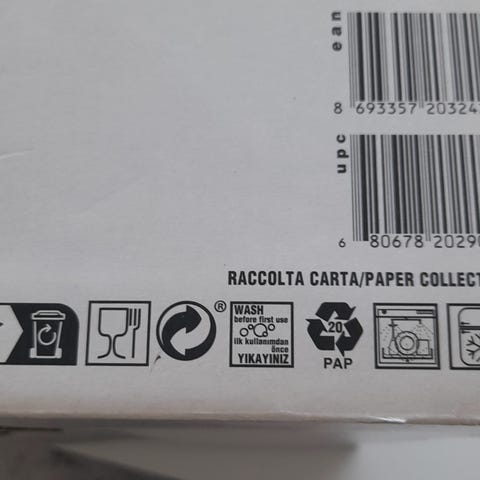 ean
8 693357 20324
upc
6 80678 20290
RACCOLTA CARTA/PAPER COLLECT
®
WASH
before first use
ilk kullanımdan
önce
YIKAYINIZ
20
PAP